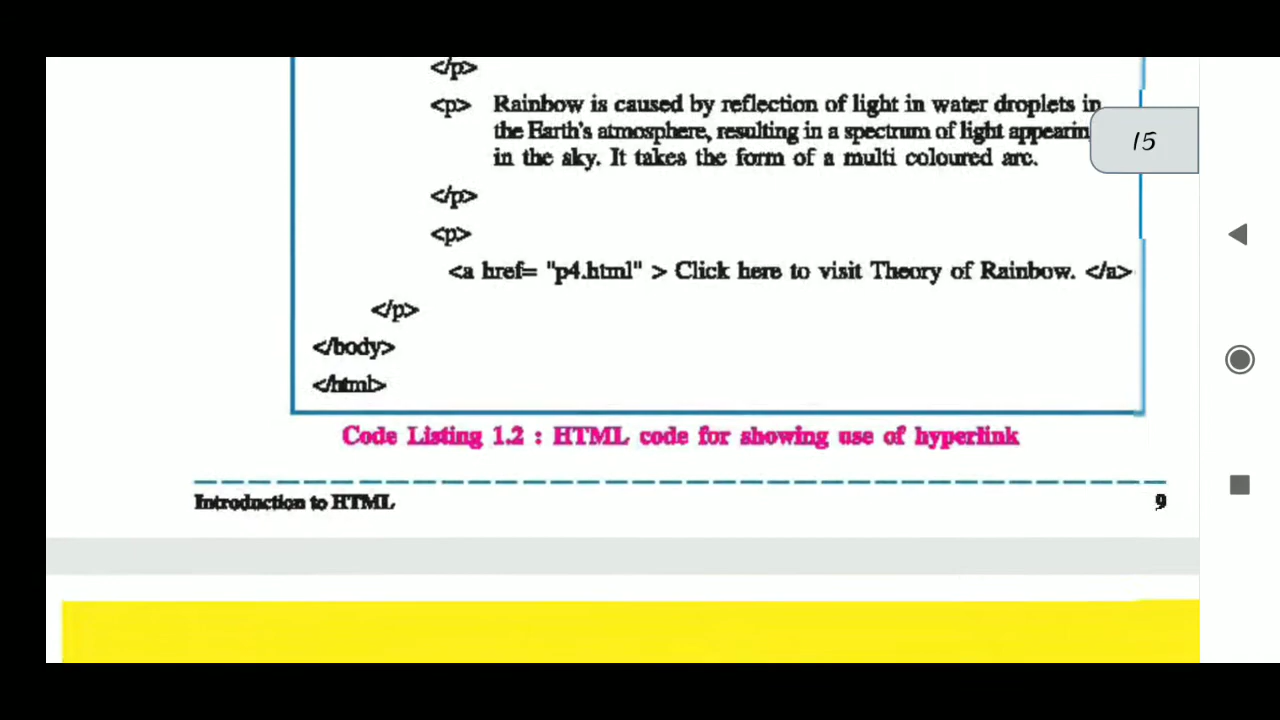 </p>
<p> Rainbow is caused by reflection of light in water droplets in
the Earth's atmosphere, resulting in a spectrum of light
in the sky. It takes the form of a multi coloured arc.
15
</p>
<p>
<a href= "p4.html" > Click here to visit Theory of Rainbow. </a>
</p>
</body>
</html>
Code Listing 1.2 : HTML code for showing use of hyperlink
Introduction to HTML 9